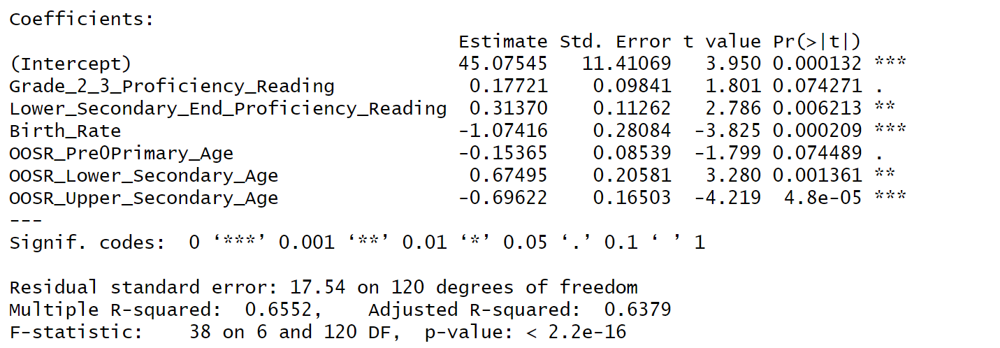 Coefficients:
                                        Estimate Std. Error t value Pr(>|t|)
(Intercept)                             45.07545   11.41069   3.950 0.000132 ***
Grade_2_3_Proficiency_Reading            0.17721    0.09841   1.801 0.074271 .
Lower_Secondary_End_Proficiency_Reading  0.31370    0.11262   2.786 0.006213 **
Birth_Rate                              -1.07416    0.28084  -3.825 0.000209 ***
OOSR_Pre0Primary_Age                    -0.15365    0.08539  -1.799 0.074489 .
OOSR_Lower_Secondary_Age                 0.67495    0.20581   3.280 0.001361 **
OOSR_Upper_Secondary_Age                -0.69622    0.16503  -4.219  4.8e-05 ***
---
Signif. codes:  0 ‘***’ 0.001 ‘**’ 0.01 ‘*’ 0.05 ‘.’ 0.1 ‘ ’ 1
Residual standard error: 17.54 on 120 degrees of freedom
Multiple R-squared:  0.6552,    Adjusted R-squared:  0.6379
F-statistic:    38 on 6 and 120 DF,  p-value: < 2.2e-16